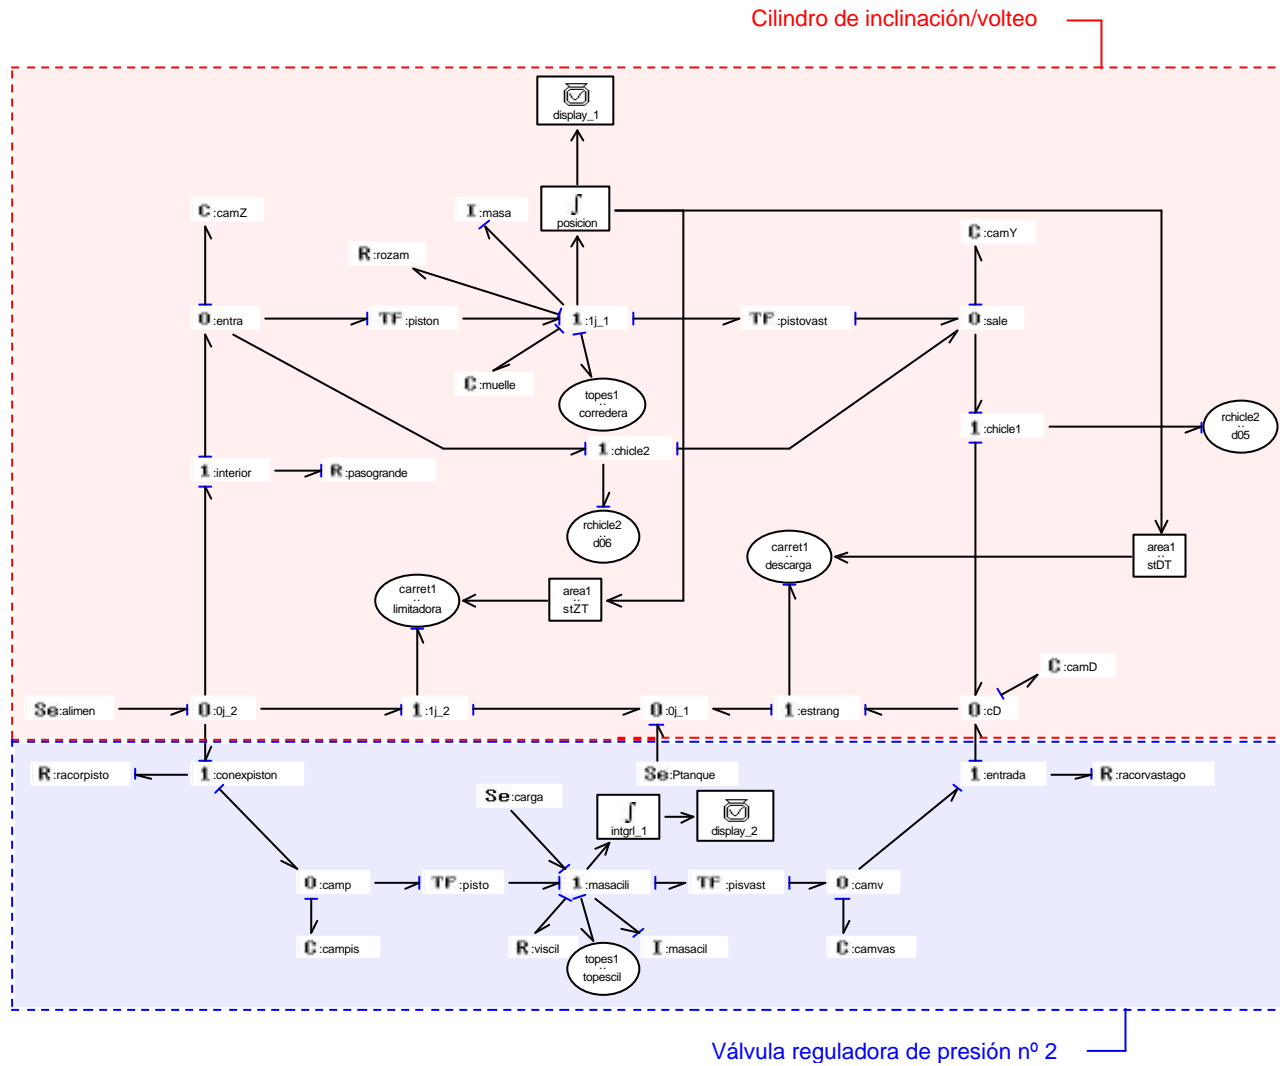 Cilindro de inclinación/volteo
display_1
C :camZ
I :masa
∫
posicion
C :camY
R :rozam
0 :entra
TF :piston
1 :1j_1
TF :pistovast
0 :sale
C :muelle
topes1
::
corredera
1 :chicle2
1 :chicle1
rchicle2
::
d05
1 :interior
R :pasogrande
rchicle2
::
d06
carret1
::
descarga
area1
::
stDT
carret1
::
limitadora
area1
::
stZT
C :camD
Se :alimen
0 :0j_2
1 :1j_2
0 :0j_1
1 :estrang
0 :cD
R :racorpisto
1 :conexpiston
Se :Ptanque
1 :entrada
R :racorvastago
Se :carga
∫
intgrl_1
display_2
0 :camp
TF :pisto
1 :masacili
TF :pisvast
0 :camv
C :campis
R :viscil
topes1
::
topescil
I :masacil
C :camvas
Válvula reguladora de presión nº 2